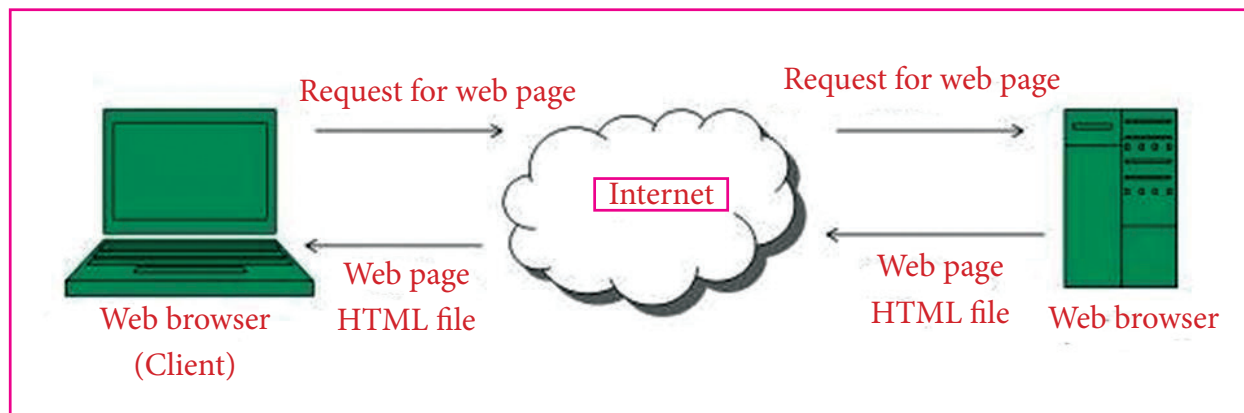 Request for web page
Request for web page
Internet
Web page
HTML file
Web page
HTML file
Web browser
(Client)
Web browser